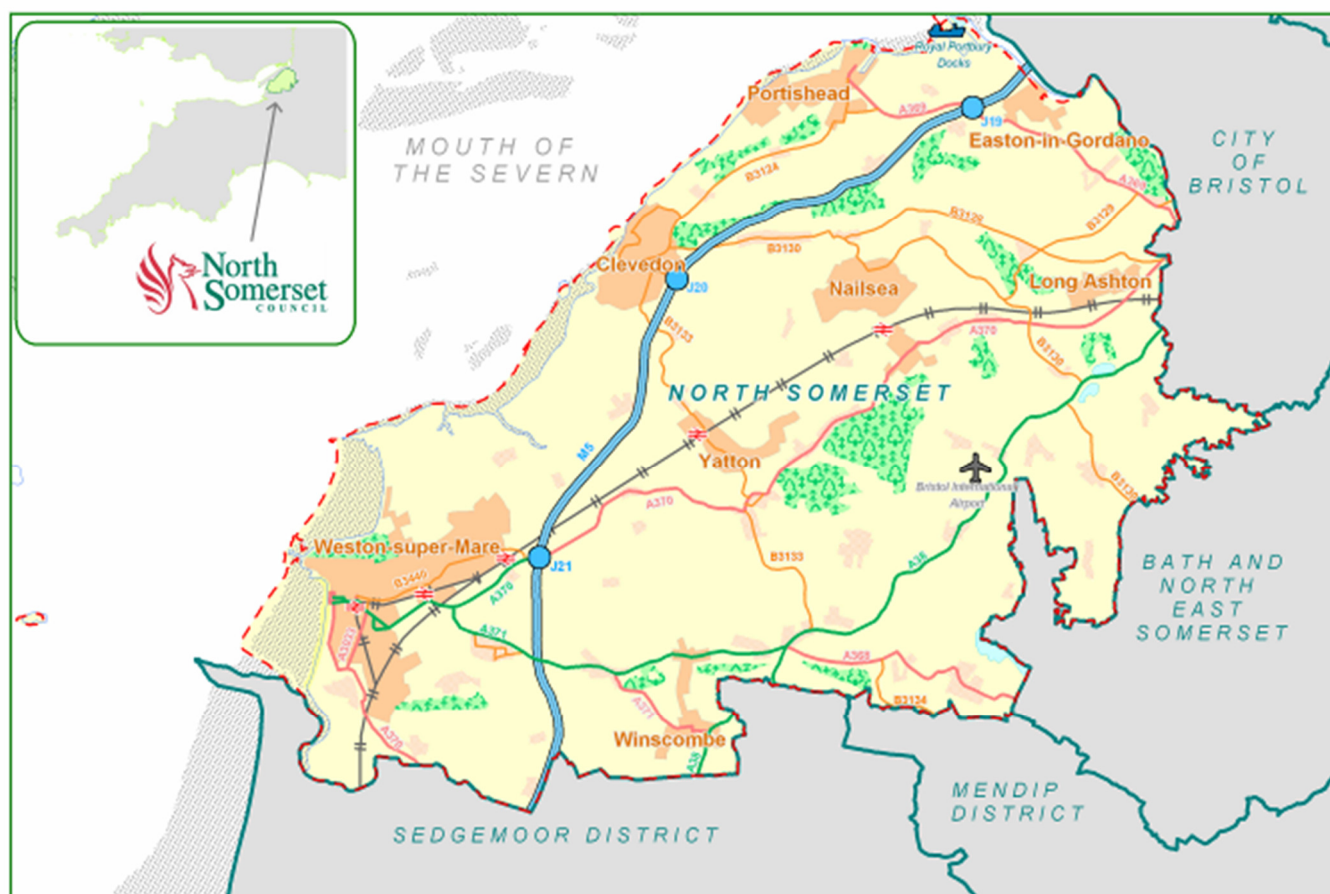 North
Somerset
COUNCIL
MOUTH OF
THE SEVERN
Royal Portbury
Docks
Portishead
A369
J19
Easton-in-Gordano
CITY
OF
BRISTOL
B3124
A369
B3128
B3129
B3130
Clevedon
J20
Nailsea
Long Ashton
B3133
A370
B3130
NORTH SOMERSET
M5
Yatton
Bristol International
Airport
B3130
A370
Weston-super-Mare
J21
B3133
A38
B3440
A370
BATH AND
NORTH
EAST
SOMERSET
A371
A368
A371
B3134
A370
Winscombe
A38
MENDIP
DISTRICT
SEDGEMOOR DISTRICT